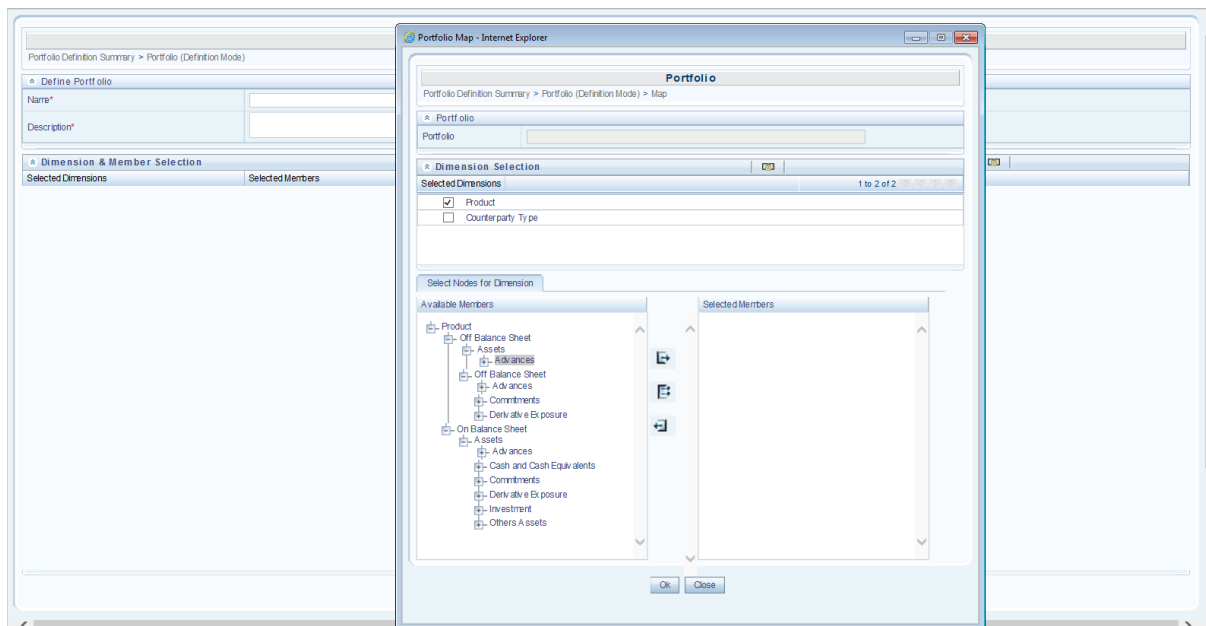 Portfolio Definition Summary > Portfolio (Definition Mode)
Define Portfolio
Name*
Description*
Dimension & Member Selection
Selected Dimensions Selected Members
Portfolio Map - Internet Explorer
Portfolio
Portfolio Definition Summary > Portfolio (Definition Mode) > Map
Portfolio
Portfolio
Dimension Selection
Selected Dimensions 1 to 2 of 2
Product
Counterparty Type
Select Nodes for Dimension
Available Members
Product
Off Balance Sheet
Assets
Advances
Off Balance Sheet
Advances
Commitments
Derivative Exposure
On Balance Sheet
Assets
Advances
Cash and Cash Equivalents
Commitments
Derivative Exposure
Investment
Others Assets
Selected Members
Ok Close